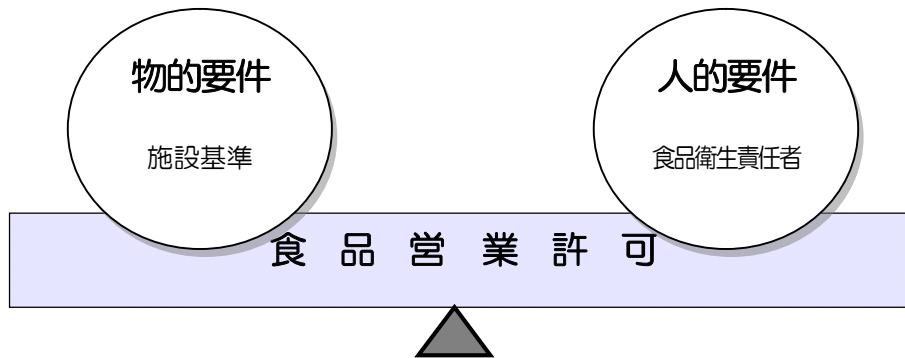 物的要件
施設基準
人的要件
食品衛生責任者
食品営業許可